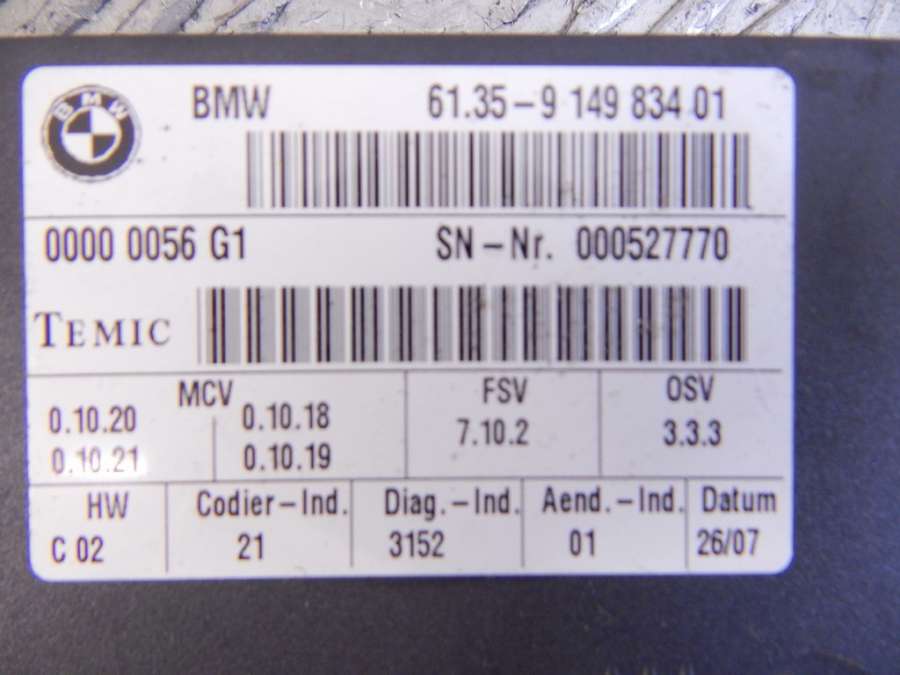 BMW
BMW 61.35-9 149 834 01
0000 0056 G1 SN-Nr. 000527770
TEMIC
MCV FSV OSV
0.10.20 0.10.18 7.10.2 3.3.3
0.10.21 0.10.19
HW Codier-Ind. Diag.-Ind. Aend.-Ind. Datum
C 02 21 3152 01 26/07